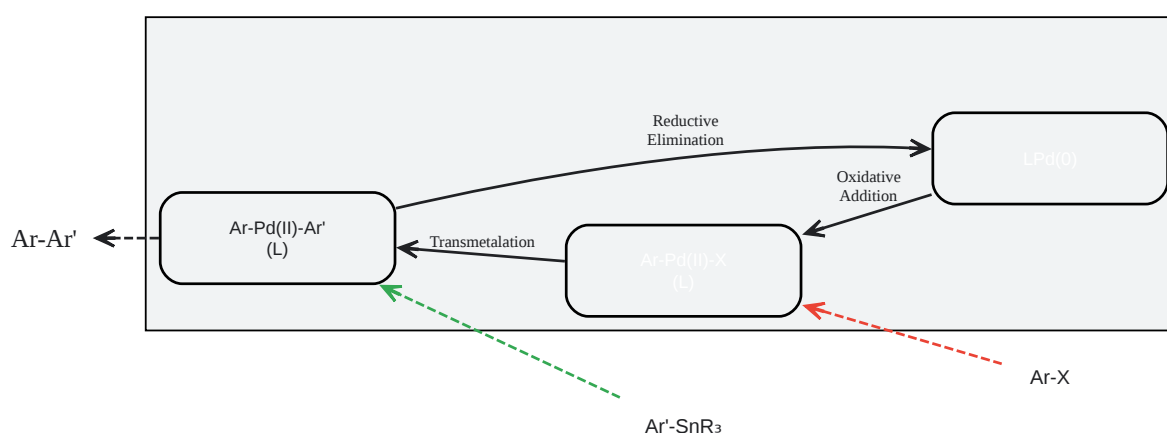 Reductive
Elimination
LPd(0)
Oxidative
Addition
Ar-Ar'
Ar-Pd(II)-Ar'
(L)
Transmetalation
Ar-Pd(II)-X
(L)
Ar-X
Ar'-SnR₃